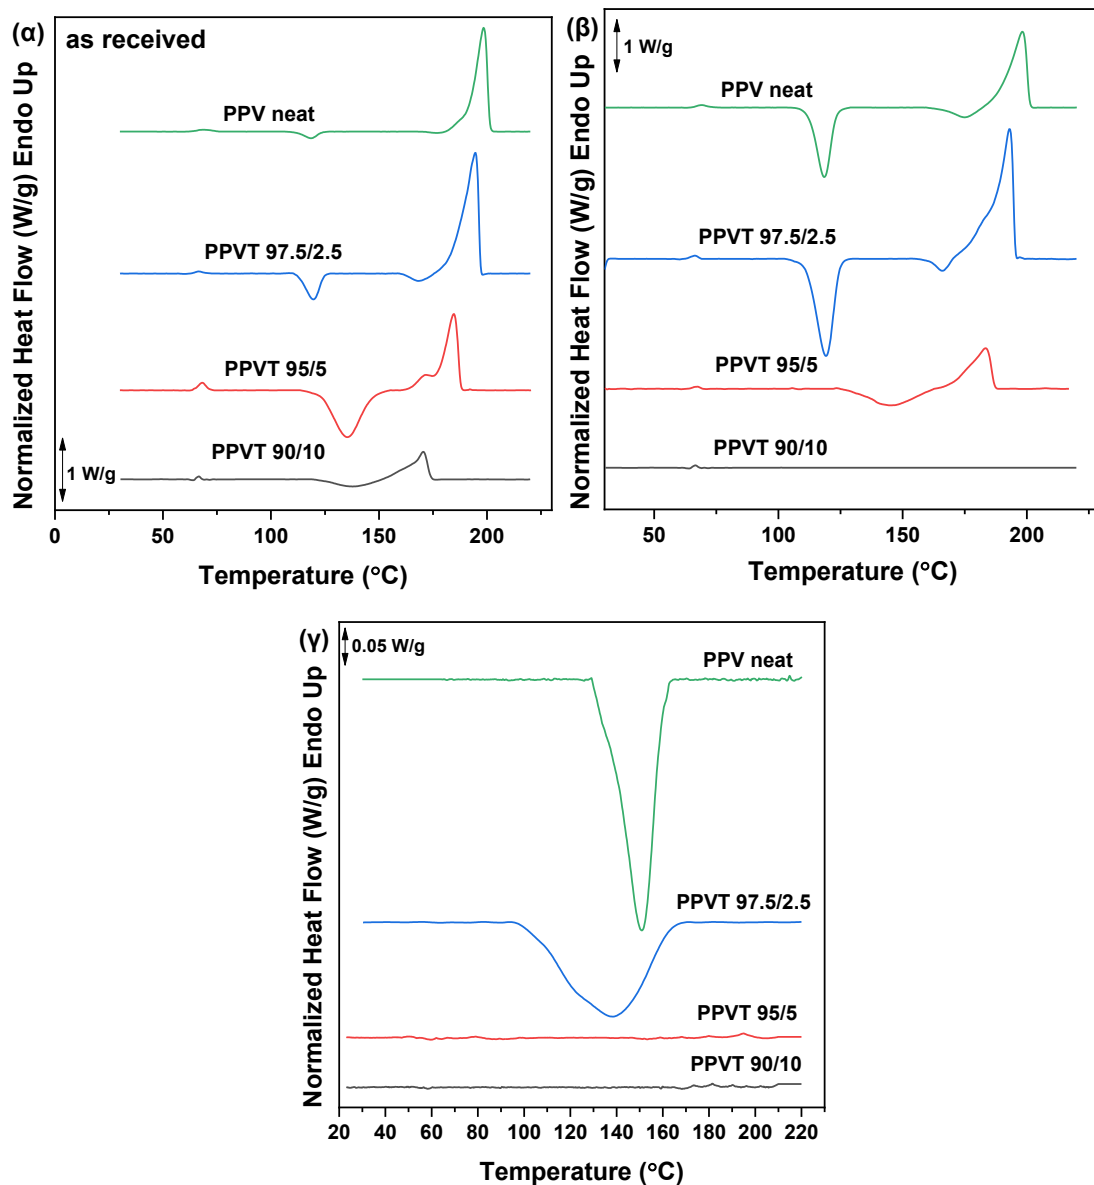 (α)
as received
PPV neat
PPVT 97.5/2.5
PPVT 95/5
PPVT 90/10
1 W/g
Normalized Heat Flow (W/g) Endo Up
0 50 100 150 200
Temperature (°C)
(β)
1 W/g
PPV neat
PPVT 97.5/2.5
PPVT 95/5
PPVT 90/10
Normalized Heat Flow (W/g) Endo Up
50 100 150 200
Temperature (°C)
(γ)
0.05 W/g
PPV neat
PPVT 97.5/2.5
PPVT 95/5
PPVT 90/10
Normalized Heat Flow (W/g) Endo Up
20 40 60 80 100 120 140 160 180 200 220
Temperature (°C)